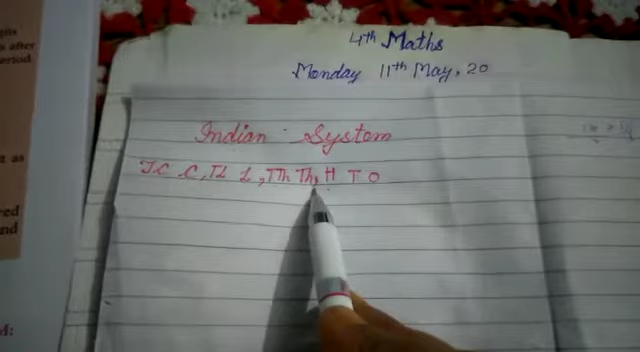 4th Maths
Monday 11th May, 20
Indian System
TC C, TL L, TTh Th, H T O